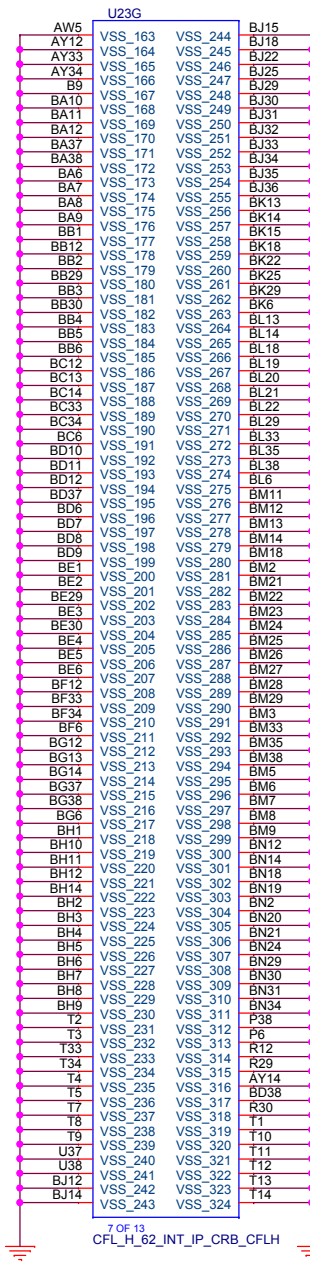 U23G
AW5 VSS_163 VSS_244 BJ15
AY12 VSS_164 VSS_245 BJ18
AY33 VSS_165 VSS_246 BJ22
AY34 VSS_166 VSS_247 BJ25
B9 VSS_167 VSS_248 BJ29
BA10 VSS_168 VSS_249 BJ30
BA11 VSS_169 VSS_250 BJ31
BA12 VSS_170 VSS_251 BJ32
BA37 VSS_171 VSS_252 BJ33
BA38 VSS_172 VSS_253 BJ34
BA6 VSS_173 VSS_254 BJ35
BA7 VSS_174 VSS_255 BJ36
BA8 VSS_175 VSS_256 BK13
BA9 VSS_176 VSS_257 BK14
BB1 VSS_177 VSS_258 BK15
BB12 VSS_178 VSS_259 BK18
BB2 VSS_179 VSS_260 BK22
BB29 VSS_180 VSS_261 BK25
BB3 VSS_181 VSS_262 BK29
BB30 VSS_182 VSS_263 BK6
BB4 VSS_183 VSS_264 BL13
BB5 VSS_184 VSS_265 BL14
BB6 VSS_185 VSS_266 BL18
BC12 VSS_186 VSS_267 BL19
BC13 VSS_187 VSS_268 BL20
BC14 VSS_188 VSS_269 BL21
BC33 VSS_189 VSS_270 BL22
BC34 VSS_190 VSS_271 BL29
BC6 VSS_191 VSS_272 BL33
BD10 VSS_192 VSS_273 BL35
BD11 VSS_193 VSS_274 BL38
BD12 VSS_194 VSS_275 BL6
BD37 VSS_195 VSS_276 BM11
BD6 VSS_196 VSS_277 BM12
BD7 VSS_197 VSS_278 BM13
BD8 VSS_198 VSS_279 BM14
BD9 VSS_199 VSS_280 BM18
BE1 VSS_200 VSS_281 BM2
BE2 VSS_201 VSS_282 BM21
BE29 VSS_202 VSS_283 BM22
BE3 VSS_203 VSS_284 BM23
BE30 VSS_204 VSS_285 BM24
BE4 VSS_205 VSS_286 BM25
BE5 VSS_206 VSS_287 BM26
BE6 VSS_207 VSS_288 BM27
BF12 VSS_208 VSS_289 BM28
BF33 VSS_209 VSS_290 BM29
BF34 VSS_210 VSS_291 BM3
BF6 VSS_211 VSS_292 BM33
BG12 VSS_212 VSS_293 BM35
BG13 VSS_213 VSS_294 BM38
BG14 VSS_214 VSS_295 BM5
BG37 VSS_215 VSS_296 BM6
BG38 VSS_216 VSS_297 BM7
BG6 VSS_217 VSS_298 BM8
BH1 VSS_218 VSS_299 BM9
BH10 VSS_219 VSS_300 BN12
BH11 VSS_220 VSS_301 BN14
BH12 VSS_221 VSS_302 BN18
BH14 VSS_222 VSS_303 BN19
BH2 VSS_223 VSS_304 BN2
BH3 VSS_224 VSS_305 BN20
BH4 VSS_225 VSS_306 BN21
BH5 VSS_226 VSS_307 BN24
BH6 VSS_227 VSS_308 BN29
BH7 VSS_228 VSS_309 BN30
BH8 VSS_229 VSS_310 BN31
BH9 VSS_230 VSS_311 BN34
T2 VSS_231 VSS_312 P38
T3 VSS_232 VSS_313 P6
T33 VSS_233 VSS_314 R12
T34 VSS_234 VSS_315 R29
T4 VSS_235 VSS_316 AY14
T5 VSS_236 VSS_317 BD38
T7 VSS_237 VSS_318 R30
T8 VSS_238 VSS_319 T1
T9 VSS_239 VSS_320 T10
U37 VSS_240 VSS_321 T11
U38 VSS_241 VSS_322 T12
BJ12 VSS_242 VSS_323 T13
BJ14 VSS_243 VSS_324 T14
7 OF 13
CFL_H_62_INT_IP_CRB_CFLH